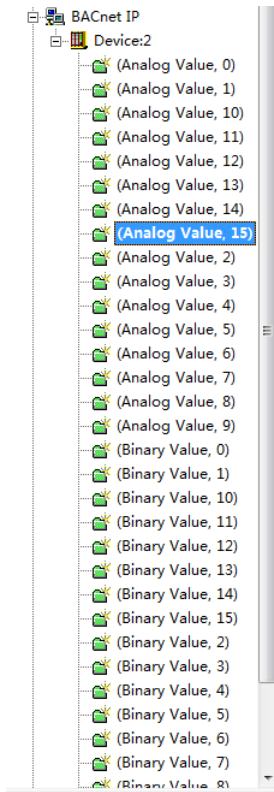 BACnet IP
Device:2
(Analog Value, 0)
(Analog Value, 1)
(Analog Value, 10)
(Analog Value, 11)
(Analog Value, 12)
(Analog Value, 13)
(Analog Value, 14)
(Analog Value, 15)
(Analog Value, 2)
(Analog Value, 3)
(Analog Value, 4)
(Analog Value, 5)
(Analog Value, 6)
(Analog Value, 7)
(Analog Value, 8)
(Analog Value, 9)
(Binary Value, 0)
(Binary Value, 1)
(Binary Value, 10)
(Binary Value, 11)
(Binary Value, 12)
(Binary Value, 13)
(Binary Value, 14)
(Binary Value, 15)
(Binary Value, 2)
(Binary Value, 3)
(Binary Value, 4)
(Binary Value, 5)
(Binary Value, 6)
(Binary Value, 7)
(Binary Value, 8)